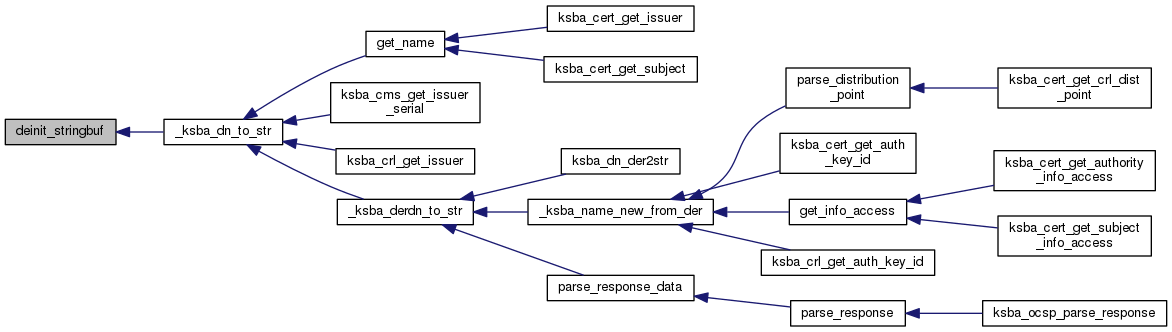 deinit_stringbuf
_ksba_dn_to_str
get_name
ksba_cert_get_issuer
ksba_cert_get_subject
ksba_cms_get_issuer
_serial
ksba_crl_get_issuer
_ksba_derdn_to_str
ksba_dn_der2str
_ksba_name_new_from_der
parse_distribution
_point
ksba_cert_get_crl_dist
_point
ksba_cert_get_auth
_key_id
get_info_access
ksba_cert_get_authority
_info_access
ksba_cert_get_subject
_info_access
ksba_crl_get_auth_key_id
parse_response_data
parse_response
ksba_ocsp_parse_response